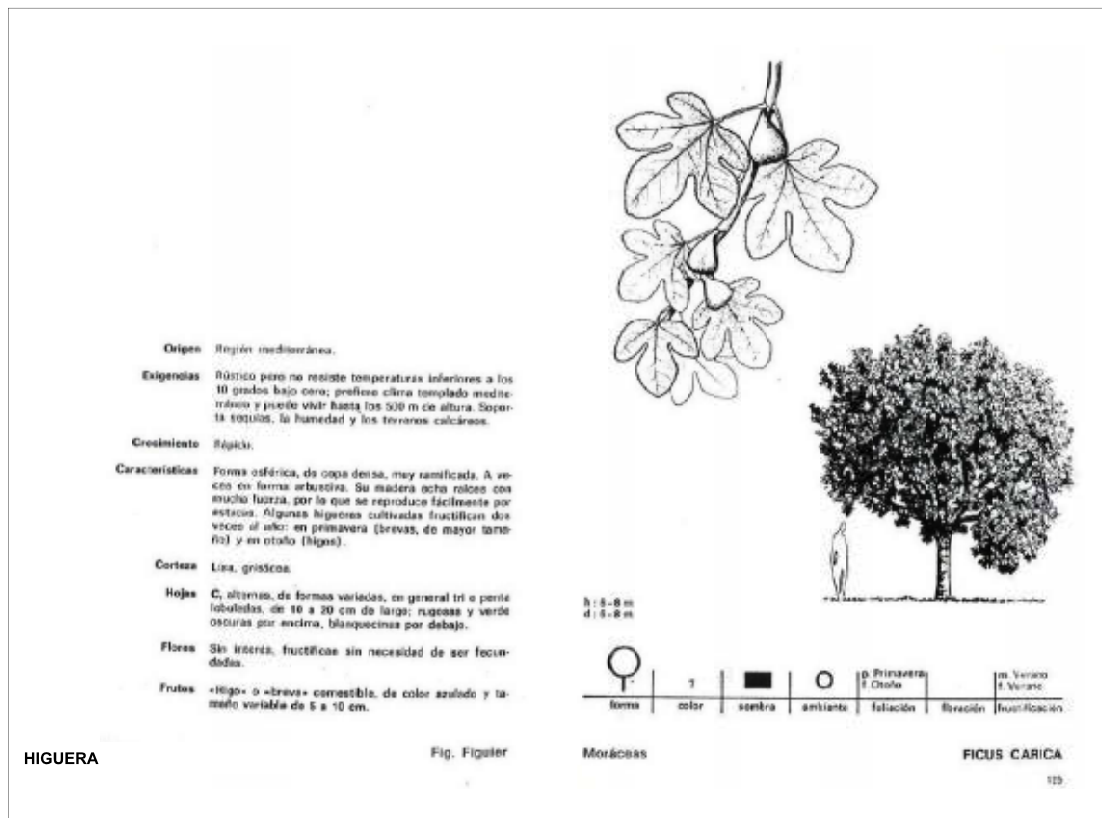 Origen Región mediterránea.
Exigencias Rústico pero no resiste temperaturas inferiores a los
10 grados bajo cero; prefiere clima templado medite-
rráneo y puede vivir hasta los 500 m de altura. Sopor-
ta sequías, la humedad y los terrenos calcáreos.
Crecimiento Rápido.
Características Forma esférica, de copa densa, muy ramificada. A ve-
ces en forma arbustiva. Su madera echa raíces con
mucha fuerza, por lo que se reproduce fácilmente por
estacas. Algunas higueras cultivadas fructifican dos
veces al año: en primavera (brevas, de mayor tama-
ño) y en otoño (higos).
Corteza Lisa, grisácea.
Hojas C, alternas, de formas variadas, en general tri o penta
lobuladas, de 10 a 20 cm de largo; rugosas y verde
oscuras por encima, blanquecinas por debajo.
Flores Sin interés, fructifican sin necesidad de ser fecun-
dadas.
Frutos «Higo» o «breva» comestible, de color azulado y ta-
maño variable de 5 a 10 cm.
HIGUERA
Fig. Figuier
h : 5-8 m
d : 5-8 m
p. Primavera
f. Otoño
m. Verano
f. Verano
forma color sombra ambiente foliación floración fructificación
Moráceas
FICUS CARICA